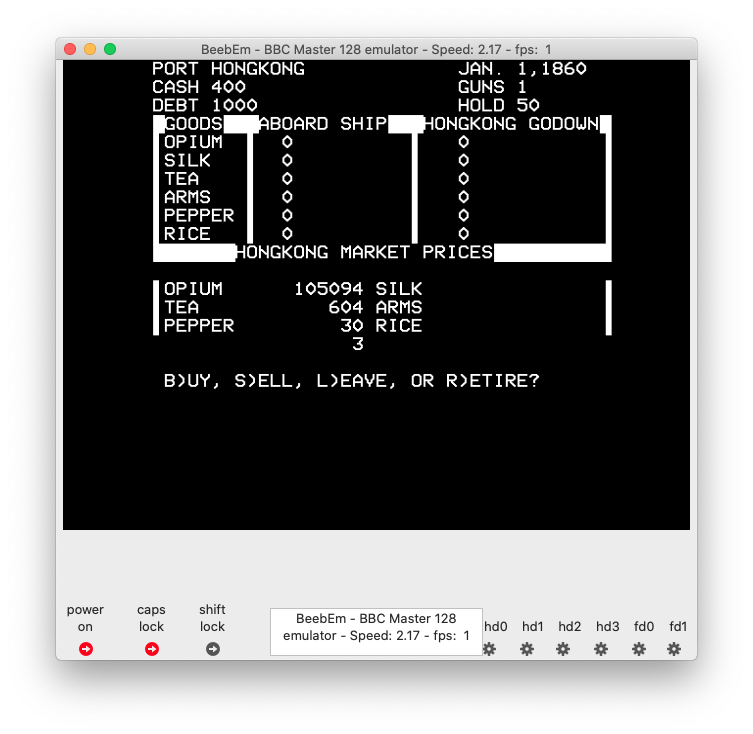 BeebEm - BBC Master 128 emulator - Speed: 2.17 - fps: 1
PORT HONGKONG JAN. 1,1860
CASH 400 GUNS 1
DEBT 1000 HOLD 50
GOODS ABOARD SHIP HONGKONG GODOWN
OPIUM 0 0
SILK 0 0
TEA 0 0
ARMS 0 0
PEPPER 0 0
RICE 0 0
HONGKONG MARKET PRICES
OPIUM 105094 SILK
TEA 604 ARMS
PEPPER 30 RICE
3
B)UY, S)ELL, L)EAVE, OR R)ETIRE?
power on
caps lock
shift lock
BeebEm - BBC Master 128
emulator - Speed: 2.17 - fps: 1
hd0 hd1 hd2 hd3 fd0 fd1